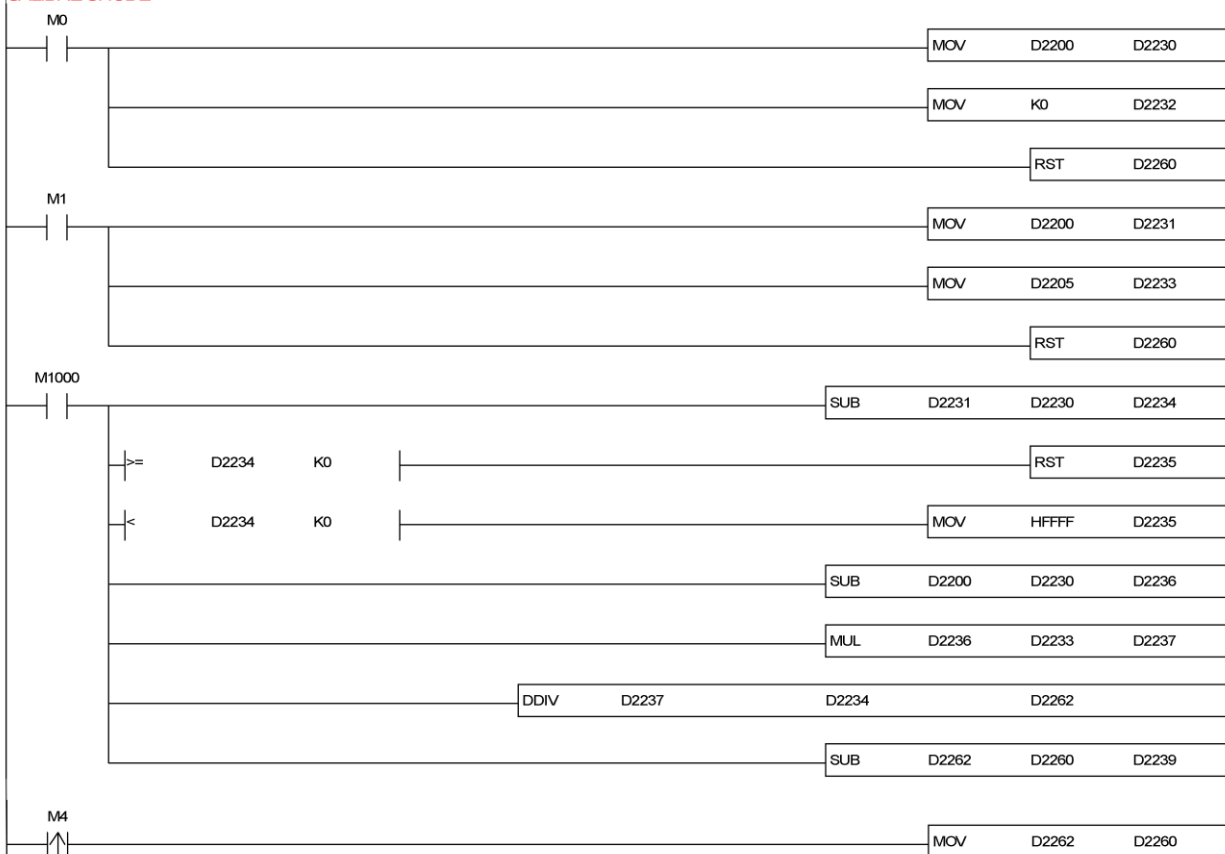 M0
MOV D2200 D2230
MOV K0 D2232
RST D2260
M1
MOV D2200 D2231
MOV D2205 D2233
RST D2260
M1000
SUB D2231 D2230 D2234
>= D2234 K0
RST D2235
< D2234 K0
MOV HFFFF D2235
SUB D2200 D2230 D2236
MUL D2236 D2233 D2237
DDIV D2237 D2234 D2262
SUB D2262 D2260 D2239
M4
MOV D2262 D2260